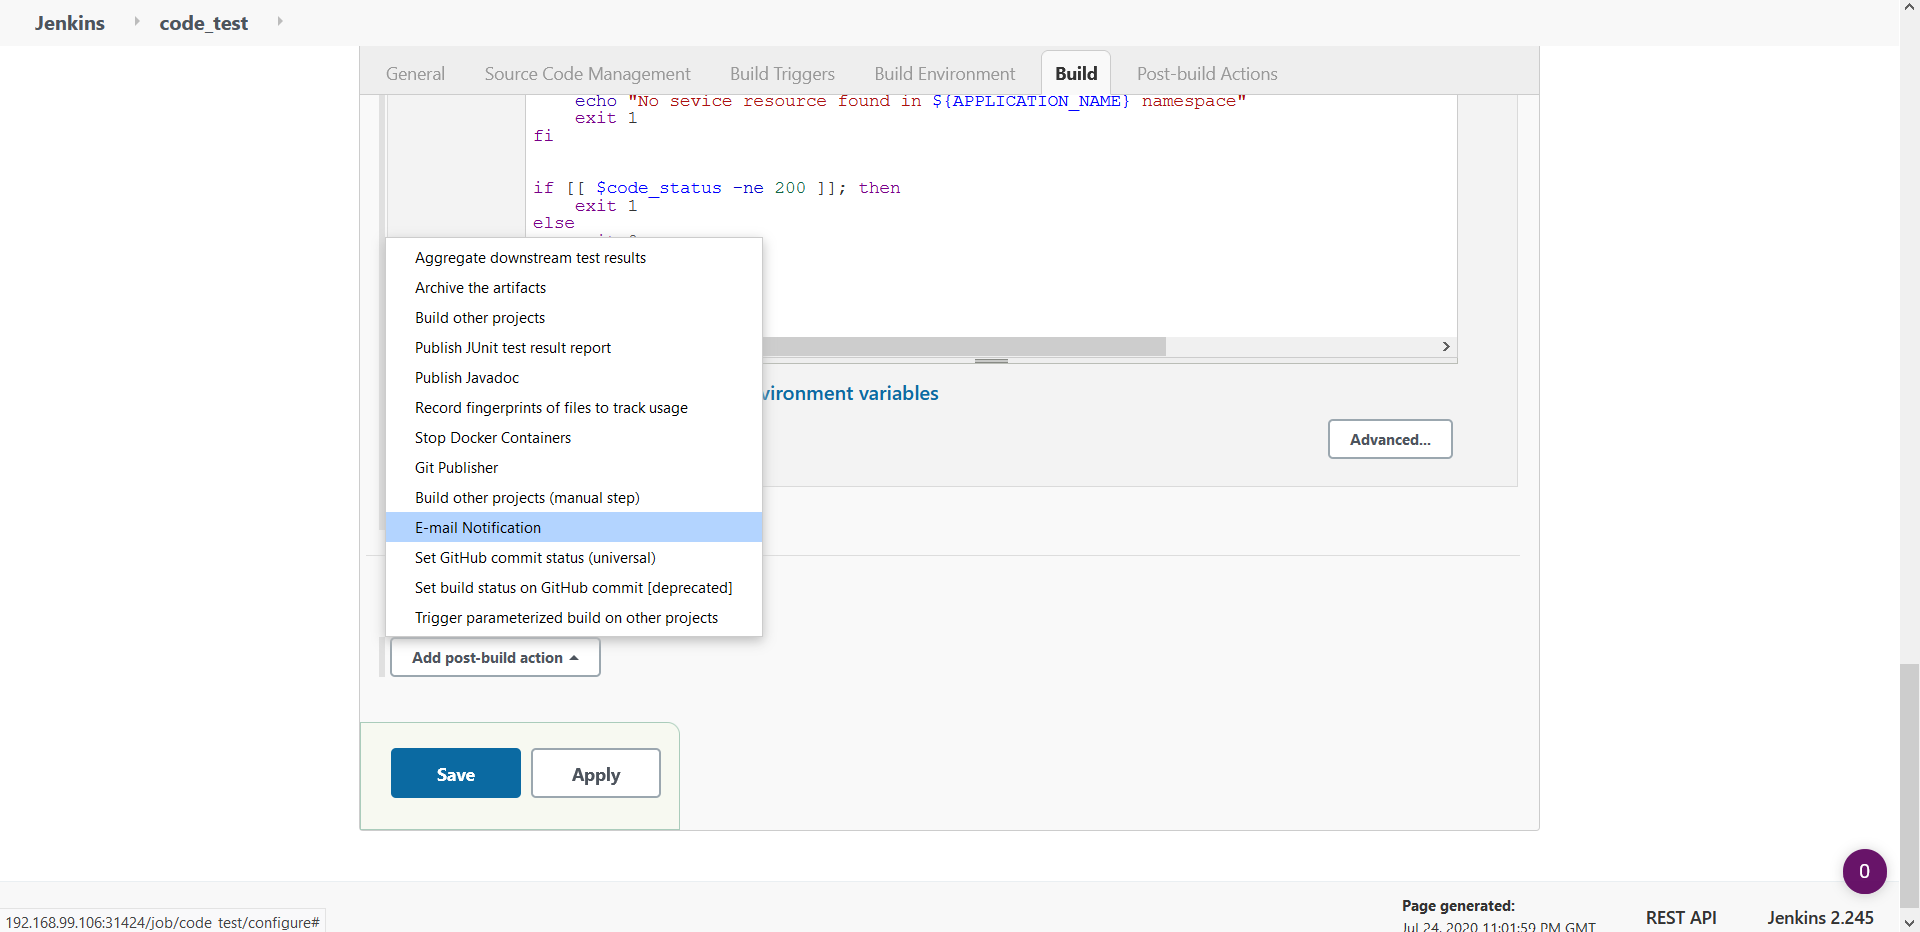 Jenkins code_test
General Source Code Management Build Triggers Build Environment Build Post-build Actions
echo "No sevice resource found in ${APPLICATION_NAME} namespace"
exit 1
fi
if [[ $code_status -ne 200 ]]; then
exit 1
else
Aggregate downstream test results
Archive the artifacts
Build other projects
Publish JUnit test result report
Publish Javadoc
Record fingerprints of files to track usage
Stop Docker Containers
Git Publisher
Build other projects (manual step)
E-mail Notification
Set GitHub commit status (universal)
Set build status on GitHub commit [deprecated]
Trigger parameterized build on other projects
vironment variables
Advanced...
Add post-build action
Save Apply
0
Page generated:
Jul 24, 2020 11:01:59 PM GMT
REST API Jenkins 2.245
192.168.99.106:31424/job/code_test/configure#